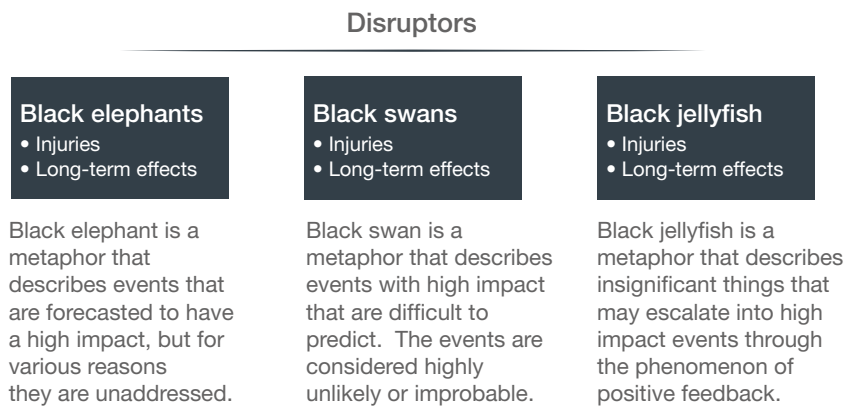 Disruptors
Black elephants
• Injuries
• Long-term effects
Black elephant is a
metaphor that
describes events that
are forecasted to have
a high impact, but for
various reasons
they are unaddressed.
Black swans
• Injuries
• Long-term effects
Black swan is a
metaphor that describes
events with high impact
that are difficult to
predict.  The events are
considered highly
unlikely or improbable.
Black jellyfish
• Injuries
• Long-term effects
Black jellyfish is a
metaphor that describes
insignificant things that
may escalate into high
impact events through
the phenomenon of
positive feedback.